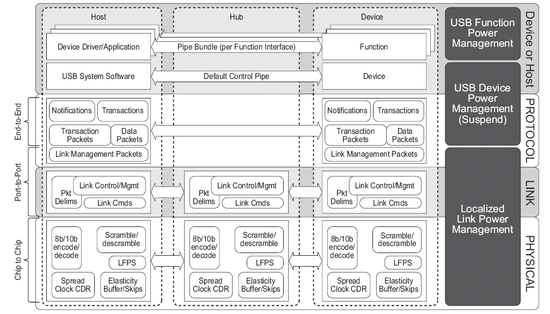 Host
Hub
Device
Device Driver/Application
Pipe Bundle (per Function Interface)
Function
USB System Software
Default Control Pipe
Device
USB Function
Power
Management
Device or Host
End-to-End
Notifications
Transactions
Transaction
Packets
Data
Packets
Link Management Packets
Notifications
Transactions
Transaction
Packets
Data
Packets
Link Management Packets
USB Device
Power
Management
(Suspend)
PROTOCOL
Port-to-Port
Pkt
Delims
Link Control/Mgmt
Link Cmds
Pkt
Delims
Link Control/Mgmt
Link Cmds
Pkt
Delims
Link Control/Mgmt
Link Cmds
LINK
Localized
Link Power
Management
Chip to Chip
8b/10b
encode/
decode
Scramble/
descramble
LFPS
Spread
Clock CDR
Elasticity
Buffer/Skips
8b/10b
encode/
decode
Scramble/
descramble
LFPS
Spread
Clock CDR
Elasticity
Buffer/Skips
8b/10b
encode/
decode
Scramble/
descramble
LFPS
Spread
Clock CDR
Elasticity
Buffer/Skips
PHYSICAL